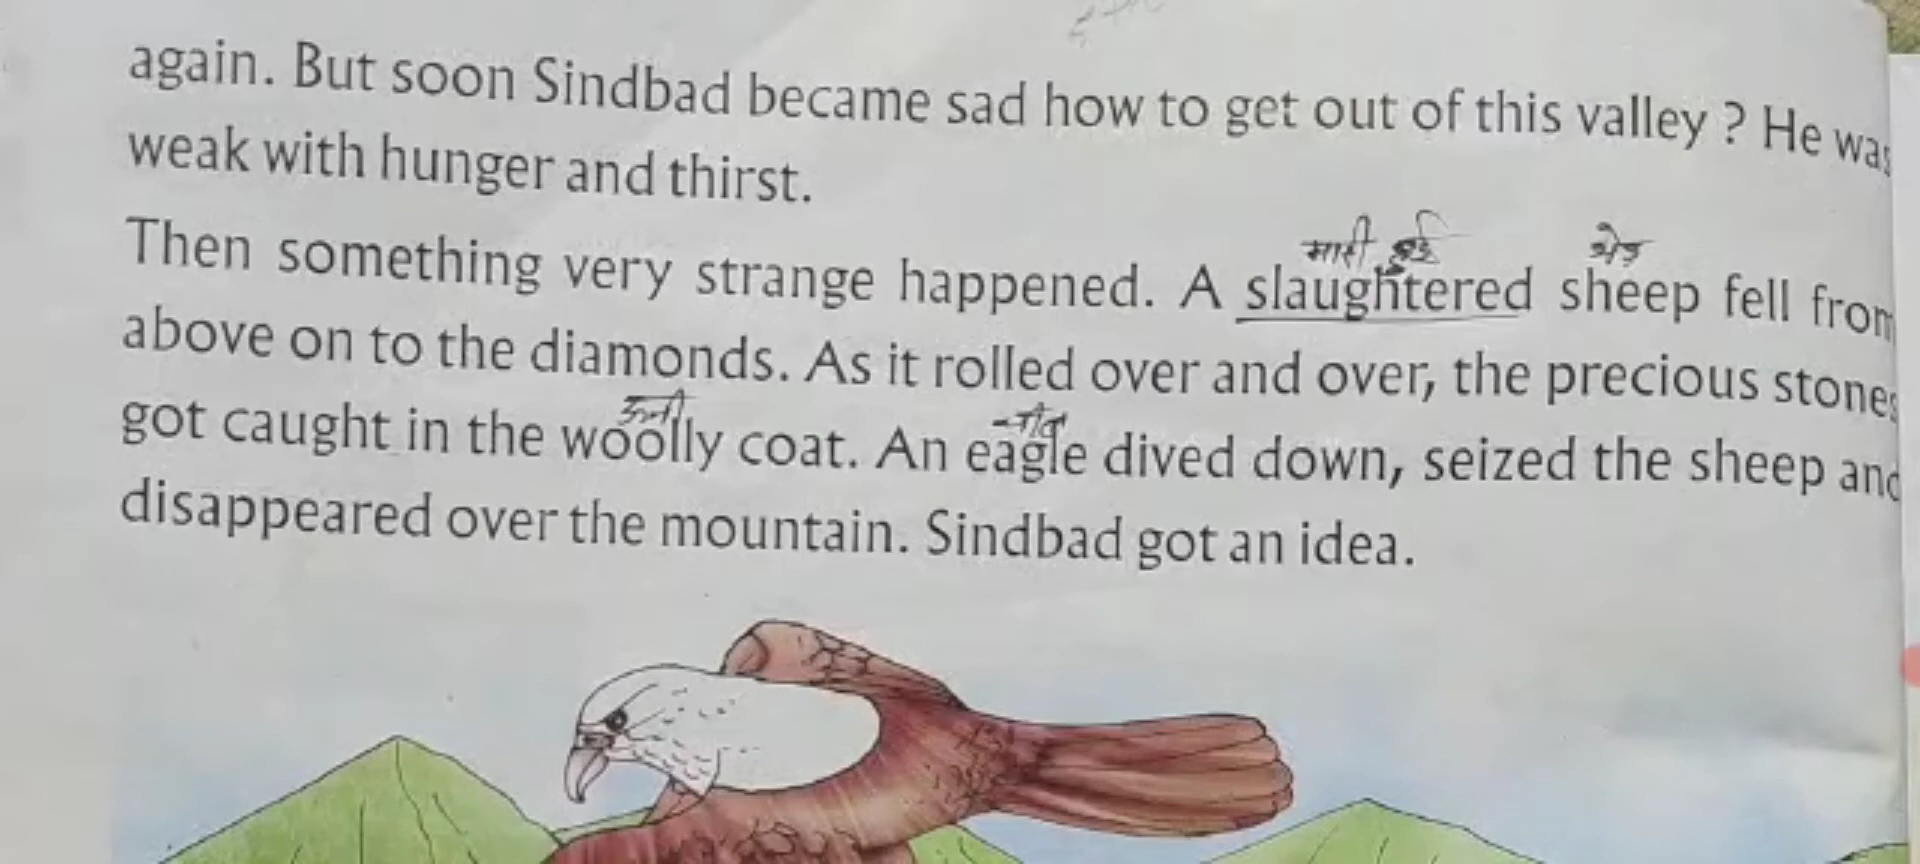 again. But soon Sindbad became sad how to get out of this valley ? He was
weak with hunger and thirst.
मारी हुई भेड़
Then something very strange happened. A slaughtered sheep fell from
above on to the diamonds. As it rolled over and over, the precious stones
ऊनी चील
got caught in the woolly coat. An eagle dived down, seized the sheep and
disappeared over the mountain. Sindbad got an idea.